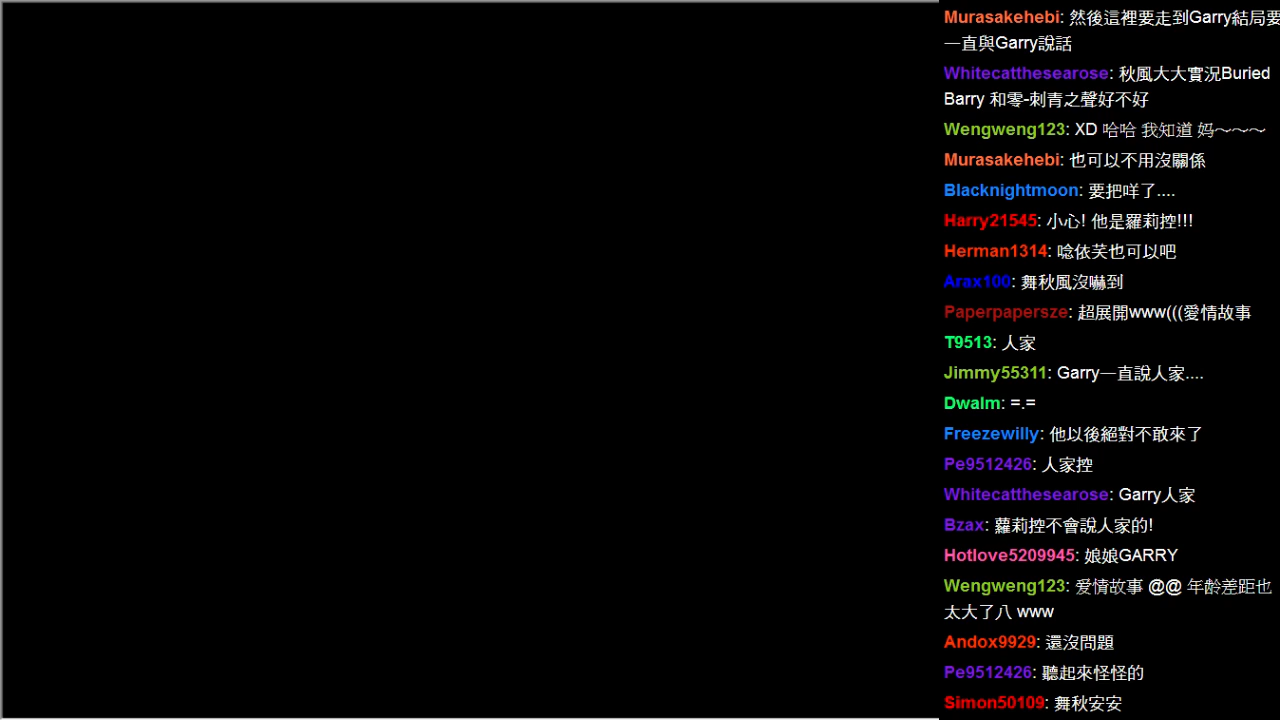 Murasakehebi: 然後這裡要走到Garry結局要
一直與Garry說話
Whitecatthesearose: 秋風大大實況Buried
Barry 和零-刺青之聲好不好
Wengweng123: XD 哈哈 我知道 妈～～～
Murasakehebi: 也可以不用沒關係
Blacknightmoon: 要把咩了....
Harry21545: 小心! 他是羅莉控!!!
Herman1314: 唸依芙也可以吧
Arax100: 舞秋風沒嚇到
Paperpapersze: 超展開www(((愛情故事
T9513: 人家
Jimmy55311: Garry一直說人家....
Dwalm: =.=
Freezewilly: 他以後絕對不敢來了
Pe9512426: 人家控
Whitecatthesearose: Garry人家
Bzax: 蘿莉控不會說人家的!
Hotlove5209945: 娘娘GARRY
Wengweng123: 爱情故事 @@ 年龄差距也
太大了八 www
Andox9929: 還沒問題
Pe9512426: 聽起來怪怪的
Simon50109: 舞秋安安